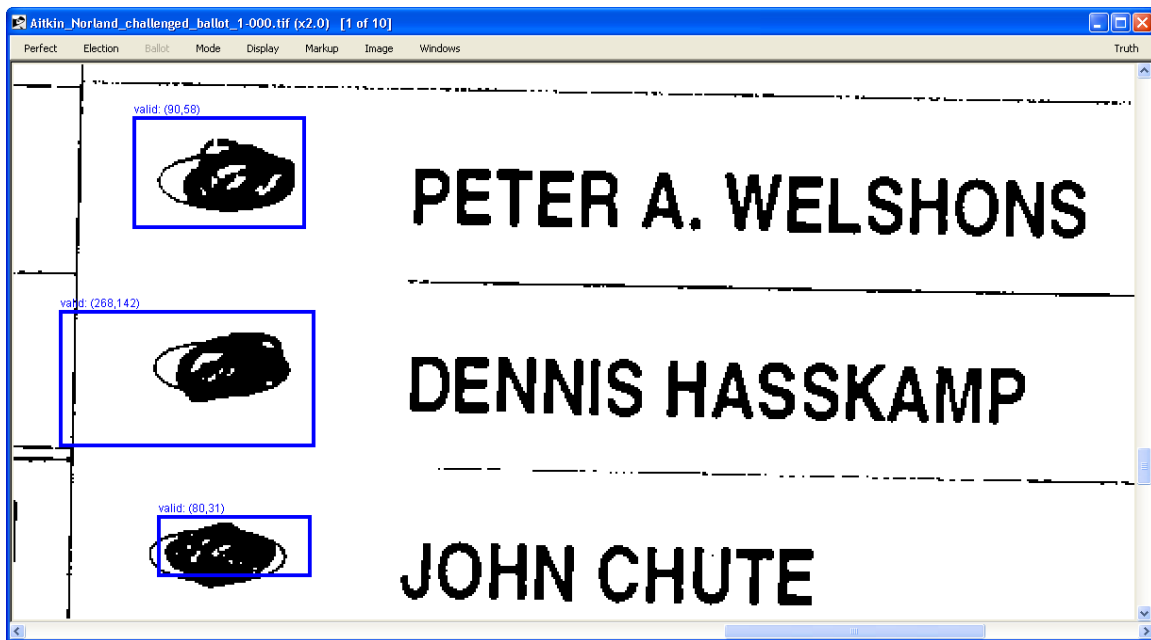 Aitkin_Norland_challenged_ballot_1-000.tif (x2.0) [1 of 10]
Perfect Election Ballot Mode Display Markup Image Windows Truth
valid: (90,58)
PETER A. WELSHONS
valid: (268,142)
DENNIS HASSKAMP
valid: (80,31)
JOHN CHUTE